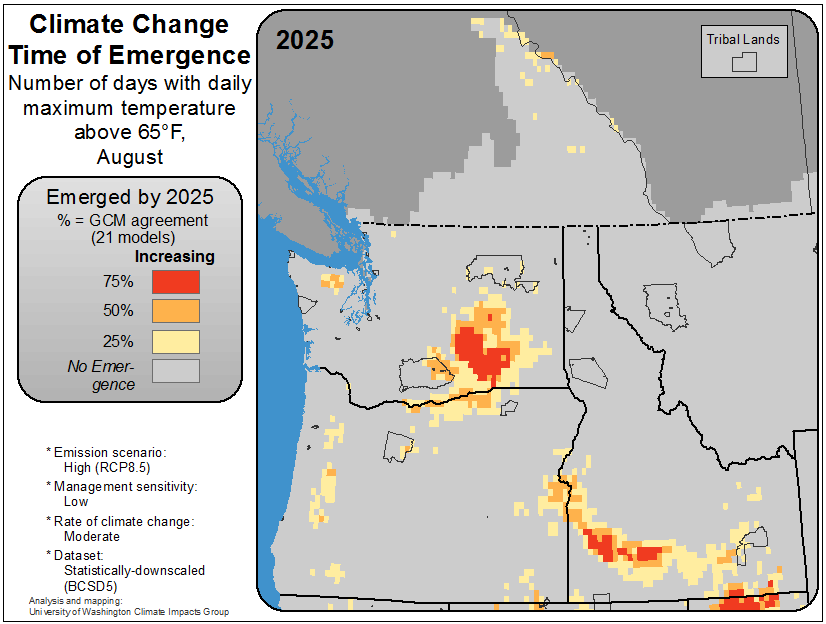 Climate Change
Time of Emergence
Number of days with daily
maximum temperature
above 65°F,
August
Emerged by 2025
% = GCM agreement
(21 models)
Increasing
75%
50%
25%
No Emer-
gence
* Emission scenario:
High (RCP8.5)
* Management sensitivity:
Low
* Rate of climate change:
Moderate
* Dataset:
Statistically-downscaled
(BCSD5)
Analysis and mapping:
University of Washington Climate Impacts Group
2025
Tribal Lands